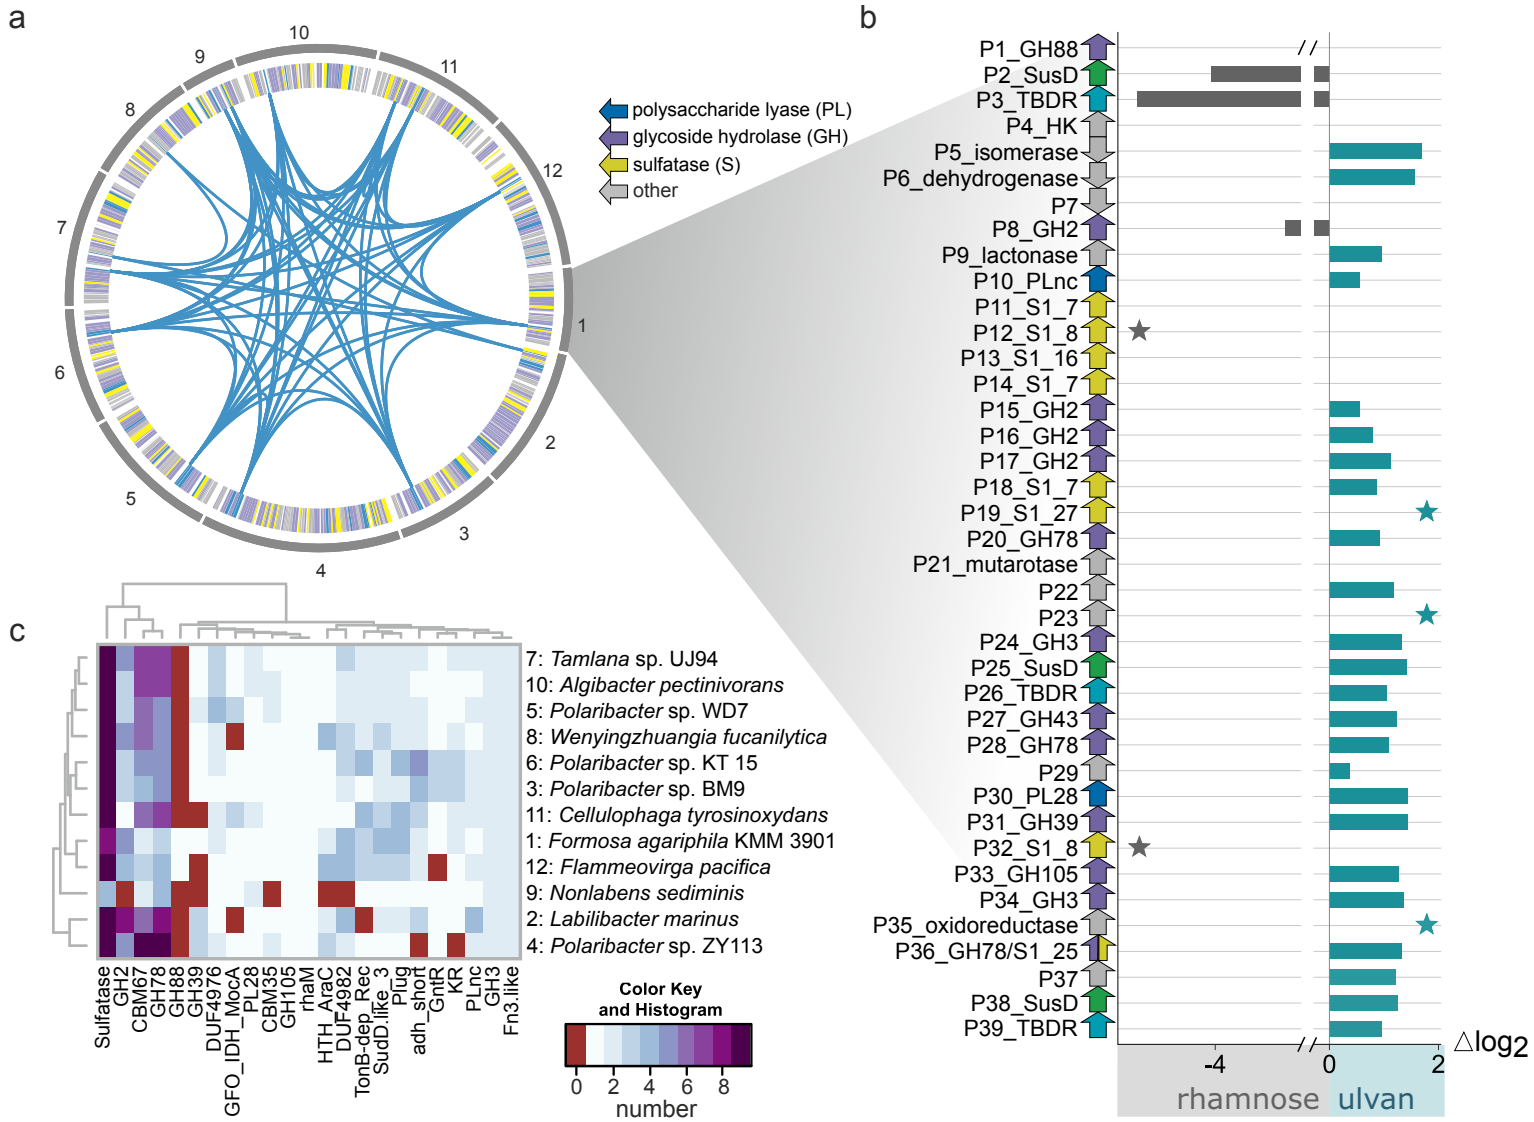 a
10
9
11
8
12
7
1
6
2
5
3
4
polysaccharide lyase (PL)
glycoside hydrolase (GH)
sulfatase (S)
other
b
P1_GH88
P2_SusD
P3_TBDR
P4_HK
P5_isomerase
P6_dehydrogenase
P7
P8_GH2
P9_lactonase
P10_PLnc
P11_S1_7
P12_S1_8
P13_S1_16
P14_S1_7
P15_GH2
P16_GH2
P17_GH2
P18_S1_7
P19_S1_27
P20_GH78
P21_mutarotase
P22
P23
P24_GH3
P25_SusD
P26_TBDR
P27_GH43
P28_GH78
P29
P30_PL28
P31_GH39
P32_S1_8
P33_GH105
P34_GH3
P35_oxidoreductase
P36_GH78/S1_25
P37
P38_SusD
P39_TBDR
//
//
-4
0
2
△log2
rhamnose
ulvan
c
7: Tamlana sp. UJ94
10: Algibacter pectinivorans
5: Polaribacter sp. WD7
8: Wenyingzhuangia fucanilytica
6: Polaribacter sp. KT 15
3: Polaribacter sp. BM9
11: Cellulophaga tyrosinoxydans
1: Formosa agariphila KMM 3901
12: Flammeovirga pacifica
9: Nonlabens sediminis
2: Labilibacter marinus
4: Polaribacter sp. ZY113
Sulfatase
GH2
CBM67
GH78
GH88
GH39
DUF4976
GFO_IDH_MocA
PL28
CBM35
GH105
rhaM
HTH_AraC
DUF4982
TonB-dep_Rec
SudD.like_3
Plug
adh_short
GntR
KR
PLnc
GH3
Fn3.like
Color Key
and Histogram
0
2
4
6
8
number